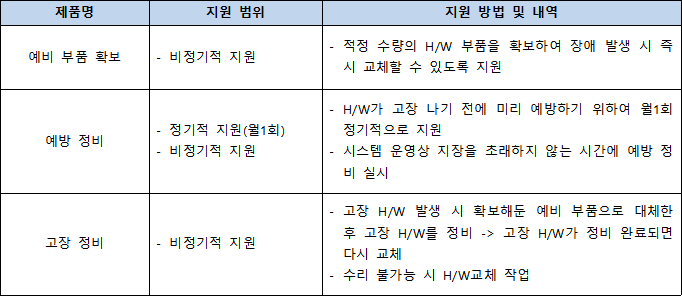 제품명 지원 범위 지원 방법 및 내역
예비 부품 확보 - 비정기적 지원
- 적정 수량의 H/W 부품을 확보하여 장애 발생 시 즉
시 교체할 수 있도록 지원
예방 정비
- 정기적 지원(월1회)
- 비정기적 지원
- H/W가 고장 나기 전에 미리 예방하기 위하여 월1회
정기적으로 지원
- 시스템 운영상 지장을 초래하지 않는 시간에 예방 정
비 실시
고장 정비 - 비정기적 지원
- 고장 H/W 발생 시 확보해둔 예비 부품으로 대체한
후 고장 H/W를 정비 -> 고장 H/W가 정비 완료되면
다시 교체
- 수리 불가능 시 H/W교체 작업